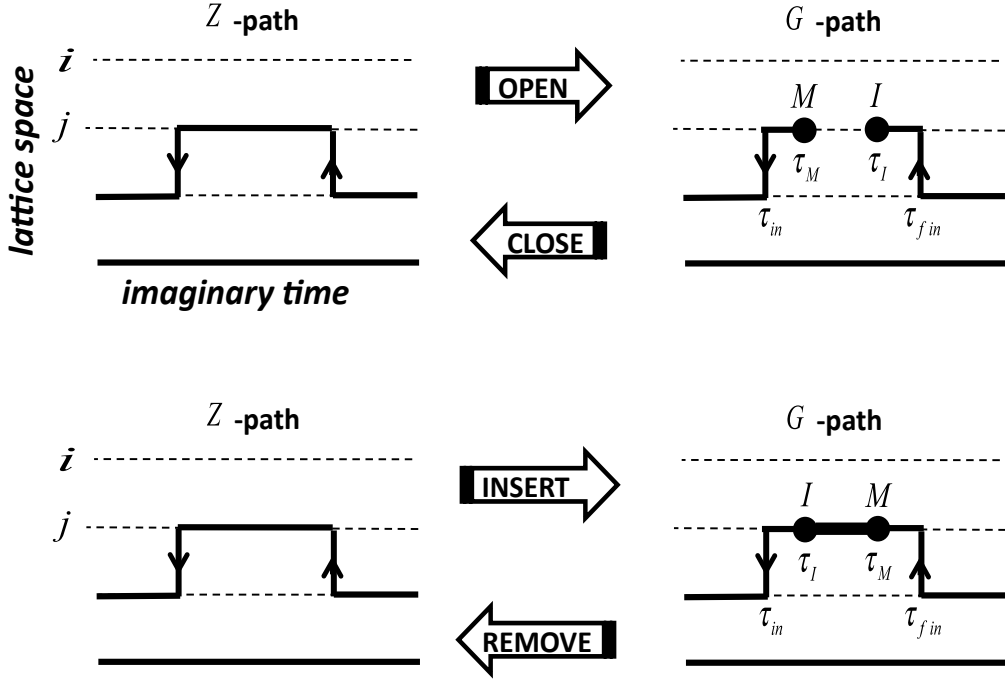 Z -path
G -path
i
OPEN
M I
j
τ_M τ_I
lattice space
τ_in τ_fin
CLOSE
imaginary time
Z -path
G -path
i
INSERT
I M
j
τ_I τ_M
τ_in τ_fin
REMOVE